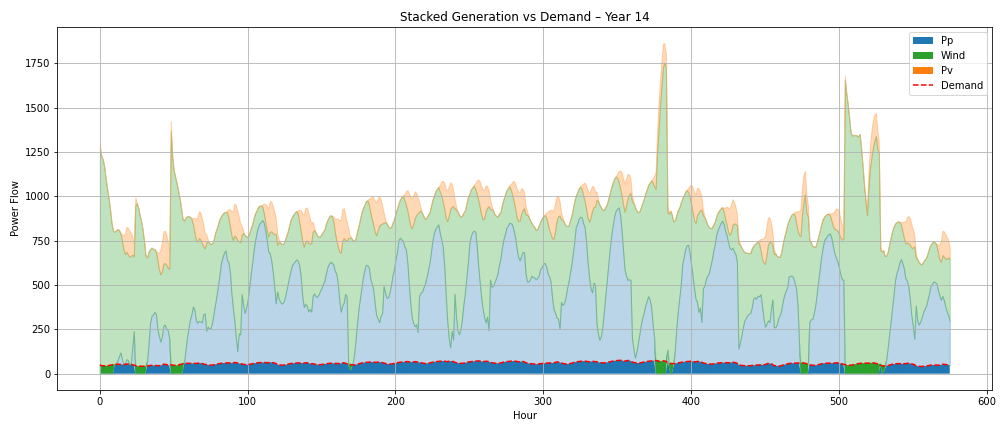 Stacked Generation vs Demand – Year 14
Pp
Wind
Pv
Demand
Power Flow
1750
1500
1250
1000
750
500
250
0
0 100 200 300 400 500 600
Hour